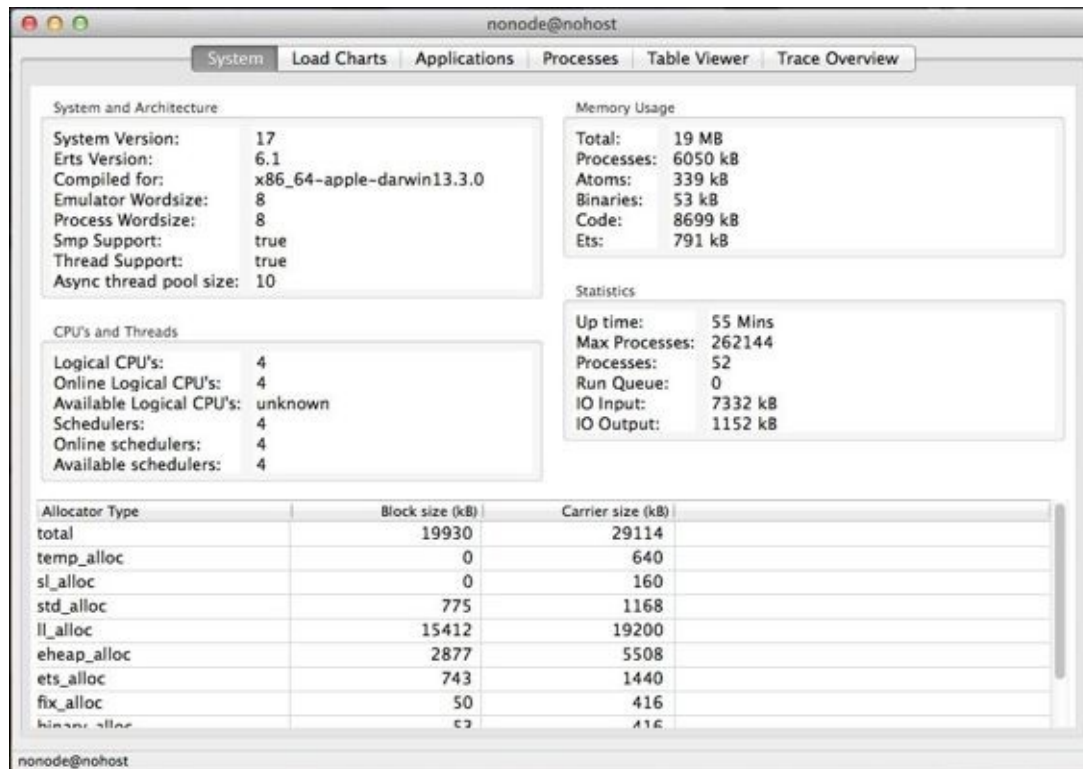 nonode@nohost
System Load Charts Applications Processes Table Viewer Trace Overview
System and Architecture
System Version: 17
Erts Version: 6.1
Compiled for: x86_64-apple-darwin13.3.0
Emulator Wordsize: 8
Process Wordsize: 8
Smp Support: true
Thread Support: true
Async thread pool size: 10
CPU's and Threads
Logical CPU's: 4
Online Logical CPU's: 4
Available Logical CPU's: unknown
Schedulers: 4
Online schedulers: 4
Available schedulers: 4
Memory Usage
Total: 19 MB
Processes: 6050 kB
Atoms: 339 kB
Binaries: 53 kB
Code: 8699 kB
Ets: 791 kB
Statistics
Up time: 55 Mins
Max Processes: 262144
Processes: 52
Run Queue: 0
IO Input: 7332 kB
IO Output: 1152 kB
Allocator Type Block size (kB) Carrier size (kB)
total 19930 29114
temp_alloc 0 640
sl_alloc 0 160
std_alloc 775 1168
ll_alloc 15412 19200
eheap_alloc 2877 5508
ets_alloc 743 1440
fix_alloc 50 416
binary_alloc 53 416
nonode@nohost